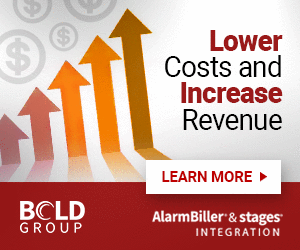 Lower
Costs and
Increase
Revenue
LEARN MORE
BOLD
GROUP
AlarmBiller® & stages®
INTEGRATION